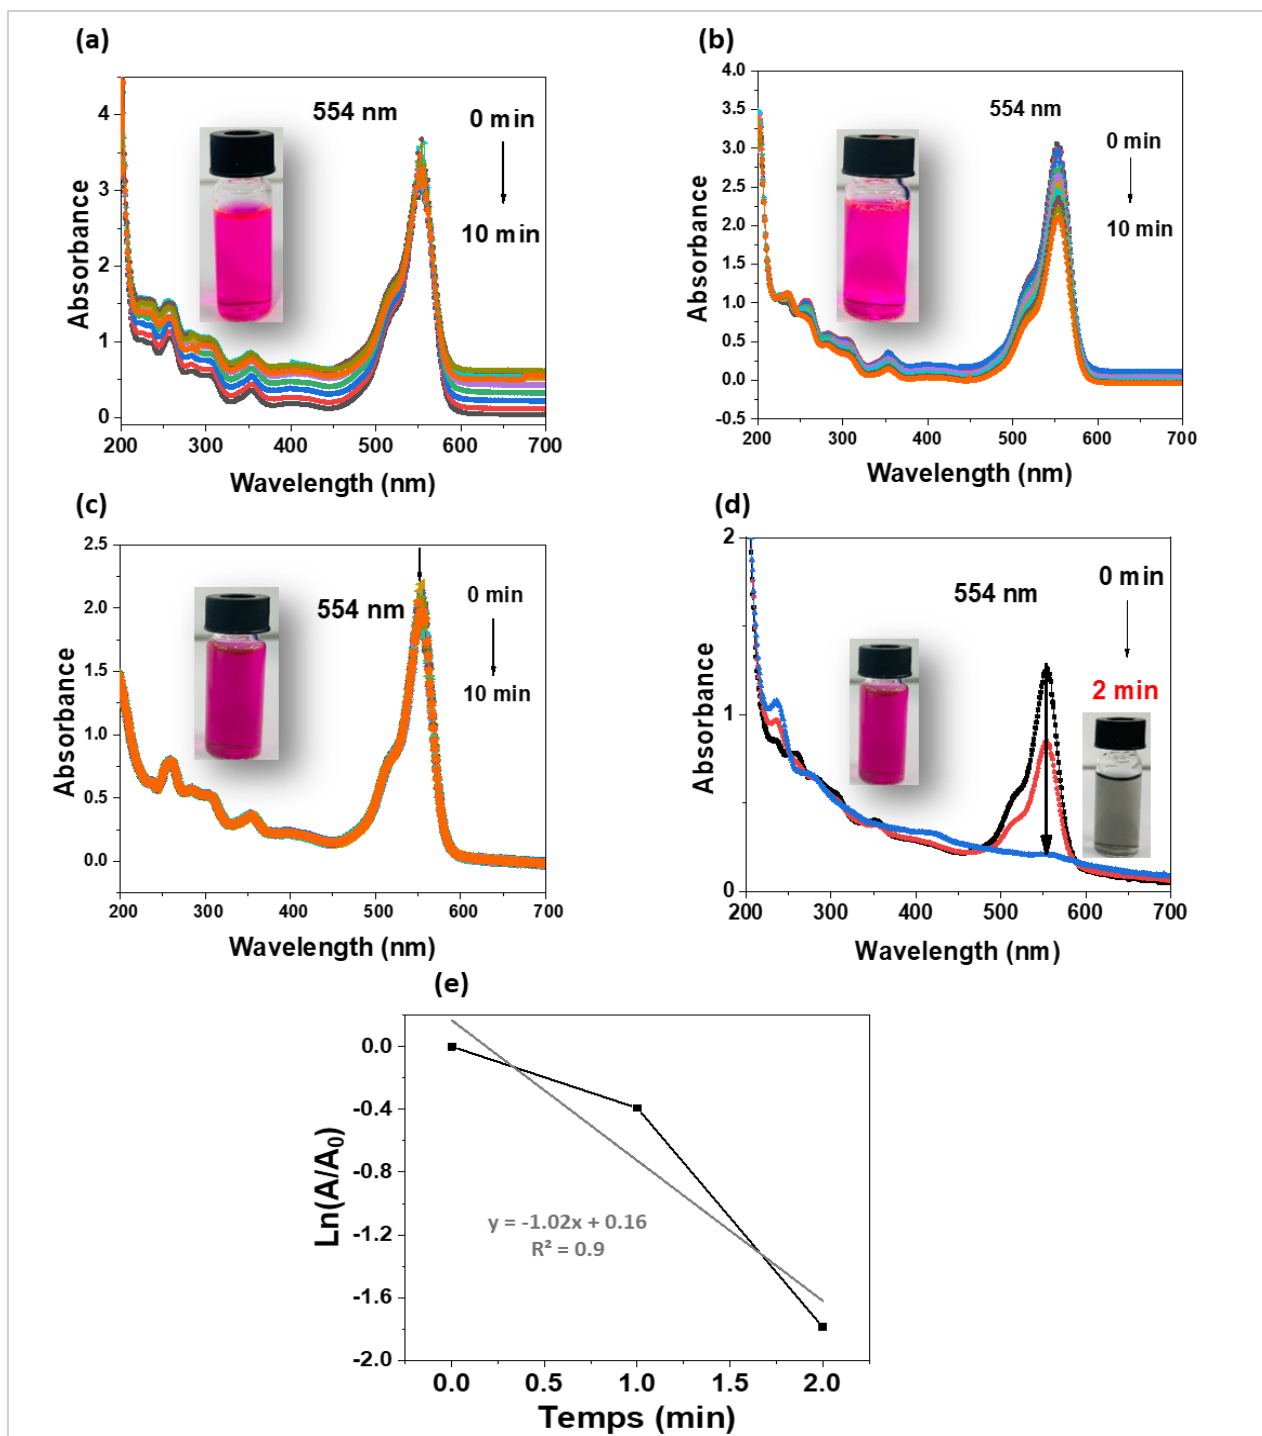 (a)
554 nm
0 min
10 min
4
3
2
1
0
200 300 400 500 600 700
Absorbance
Wavelength (nm)
(b)
554 nm
0 min
10 min
4.0
3.5
3.0
2.5
2.0
1.5
1.0
0.5
0.0
-0.5
200 300 400 500 600 700
Absorbance
Wavelength (nm)
(c)
554 nm
0 min
10 min
2.5
2.0
1.5
1.0
0.5
0.0
200 300 400 500 600 700
Absorbance
Wavelength (nm)
(d)
554 nm
0 min
2 min
2
1
0
200 300 400 500 600 700
Absorbance
Wavelength (nm)
(e)
0.0
-0.4
-0.8
-1.2
-1.6
-2.0
y = -1.02x + 0.16
R² = 0.9
0.0 0.5 1.0 1.5 2.0
Ln(A/A₀)
Temps (min)